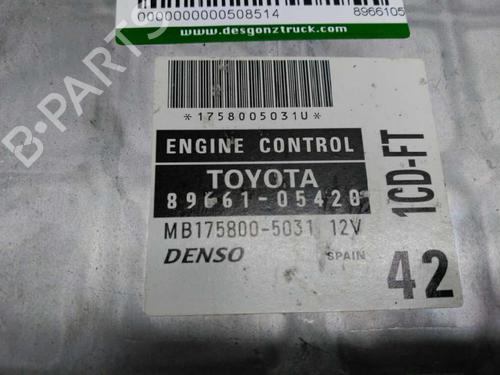 0000000000508514 8966105
www.desgonztruck.com
*1758005031U*
ENGINE CONTROL
TOYOTA
89661-05420
MB175800-5031 12V
DENSO SPAIN
1CD-FT
42
B-PARTS